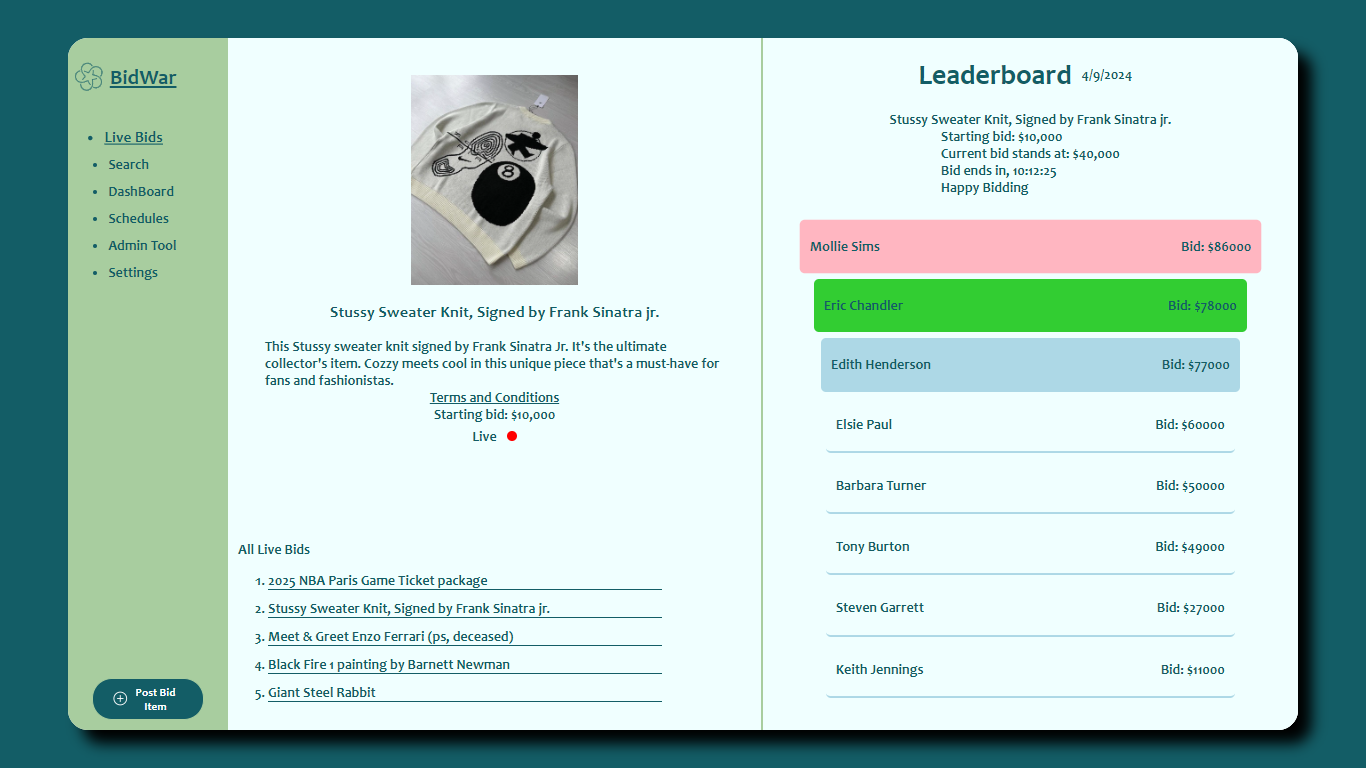 BidWar
Live Bids
Search
DashBoard
Schedules
Admin Tool
Settings
Post Bid
Item
8
Stussy Sweater Knit, Signed by Frank Sinatra jr.
This Stussy sweater knit signed by Frank Sinatra Jr. It's the ultimate
collector's item. Cozzy meets cool in this unique piece that's a must-have for
fans and fashionistas.
Terms and Conditions
Starting bid: $10,000
Live
All Live Bids
1. 2025 NBA Paris Game Ticket package
2. Stussy Sweater Knit, Signed by Frank Sinatra jr.
3. Meet & Greet Enzo Ferrari (ps, deceased)
4. Black Fire 1 painting by Barnett Newman
5. Giant Steel Rabbit
Leaderboard 4/9/2024
Stussy Sweater Knit, Signed by Frank Sinatra jr.
Starting bid: $10,000
Current bid stands at: $40,000
Bid ends in, 10:12:25
Happy Bidding
Mollie Sims Bid: $86000
Eric Chandler Bid: $78000
Edith Henderson Bid: $77000
Elsie Paul Bid: $60000
Barbara Turner Bid: $50000
Tony Burton Bid: $49000
Steven Garrett Bid: $27000
Keith Jennings Bid: $11000